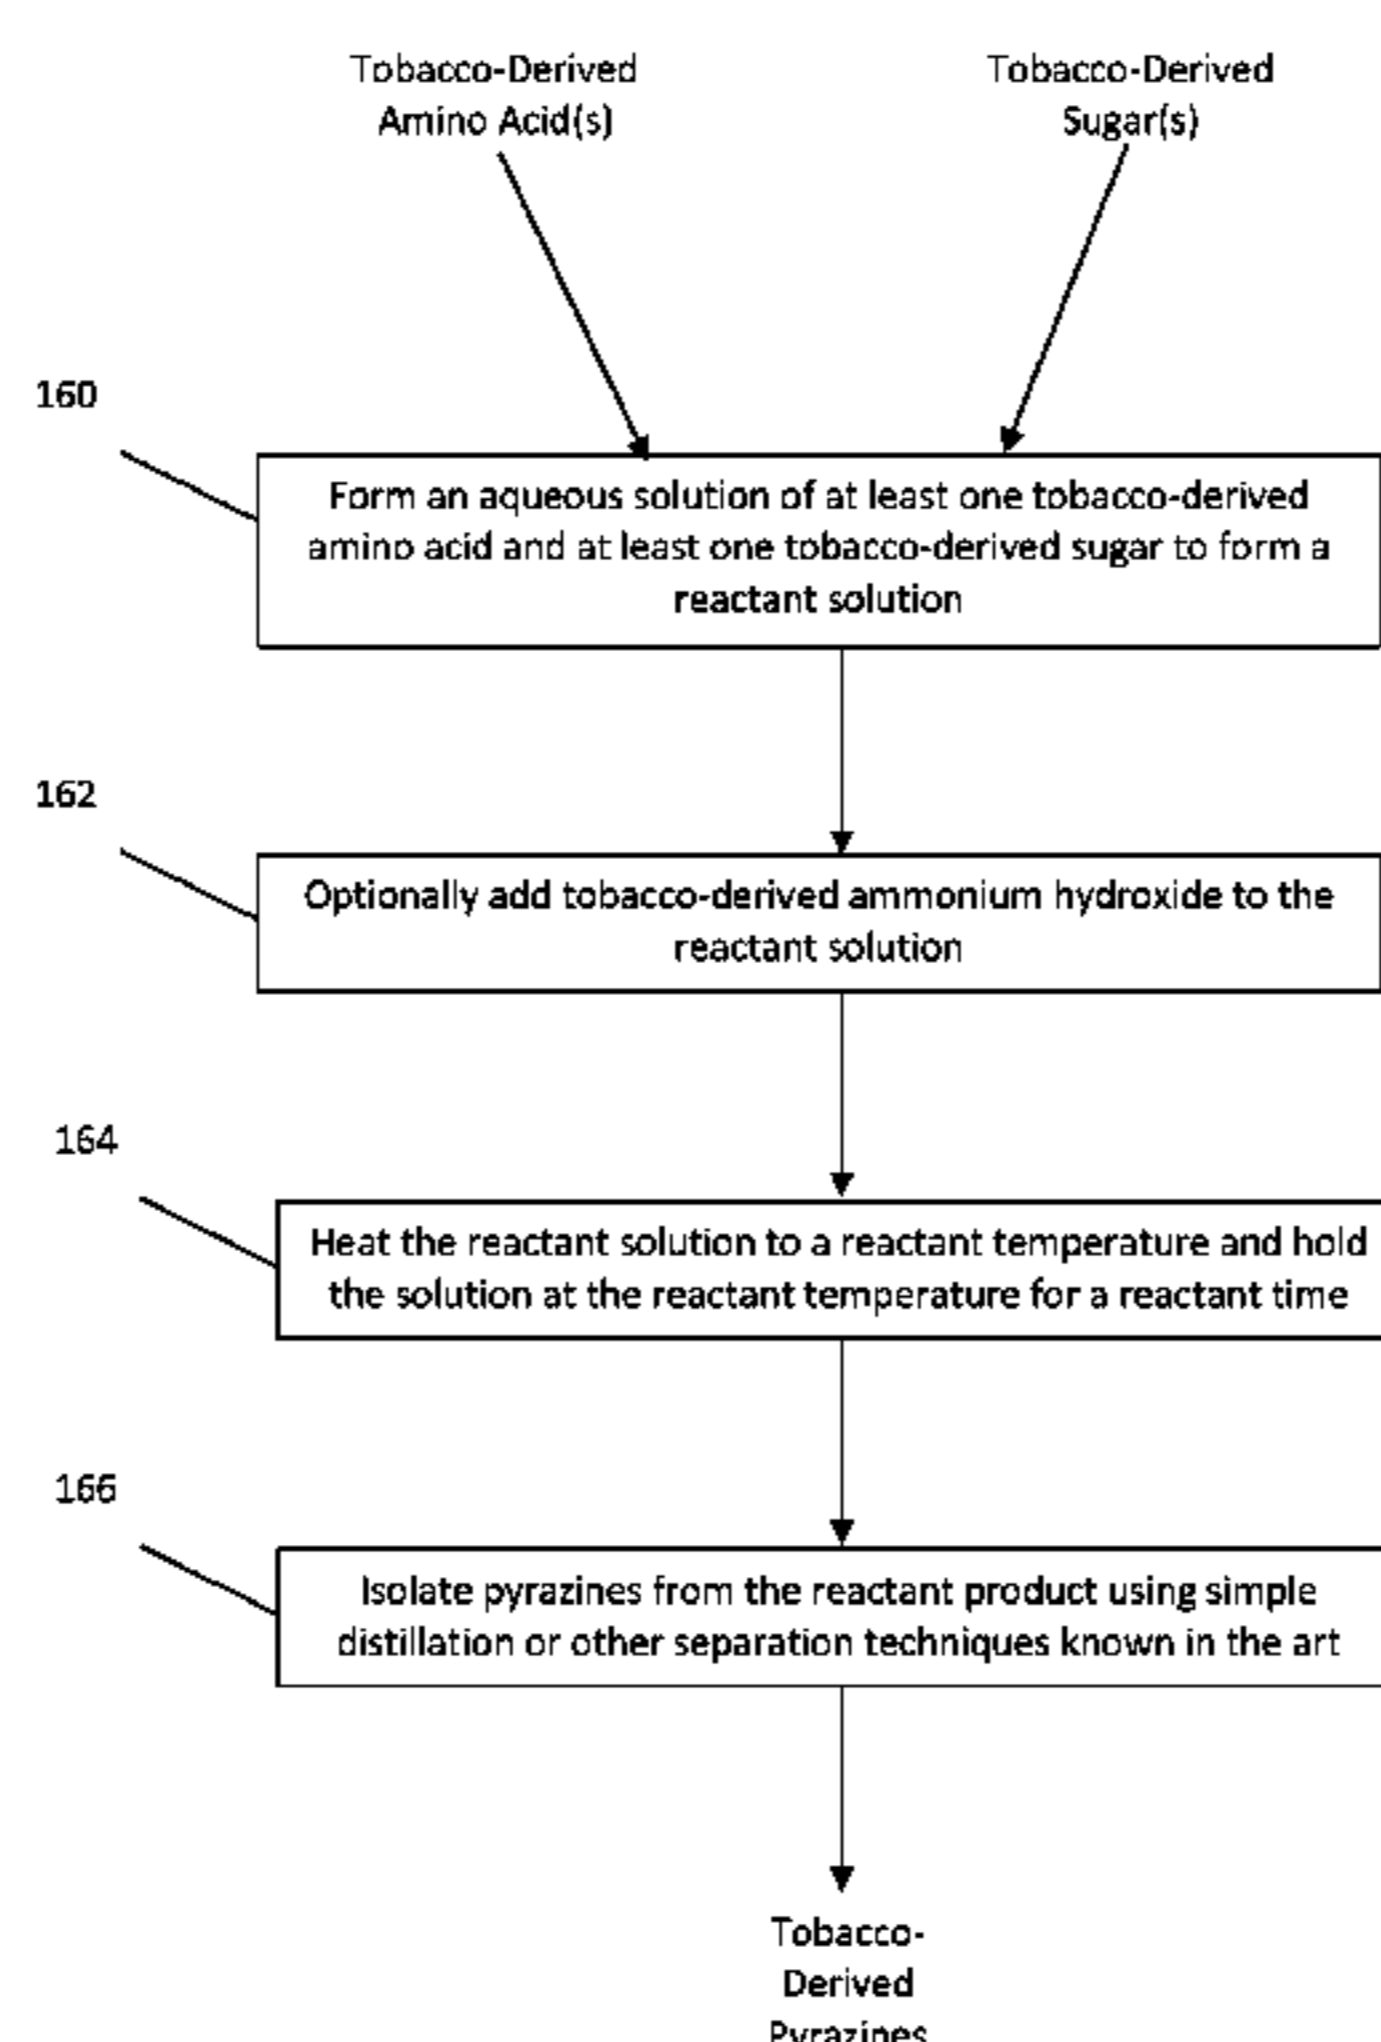 Tobacco-Derived
Amino Acid(s)
Tobacco-Derived
Sugar(s)
160
Form an aqueous solution of at least one tobacco-derived
amino acid and at least one tobacco-derived sugar to form a
reactant solution
162
Optionally add tobacco-derived ammonium hydroxide to the
reactant solution
164
Heat the reactant solution to a reactant temperature and hold
the solution at the reactant temperature for a reactant time
166
Isolate pyrazines from the reactant product using simple
distillation or other separation techniques known in the art
Tobacco-
Derived
Pyrazines